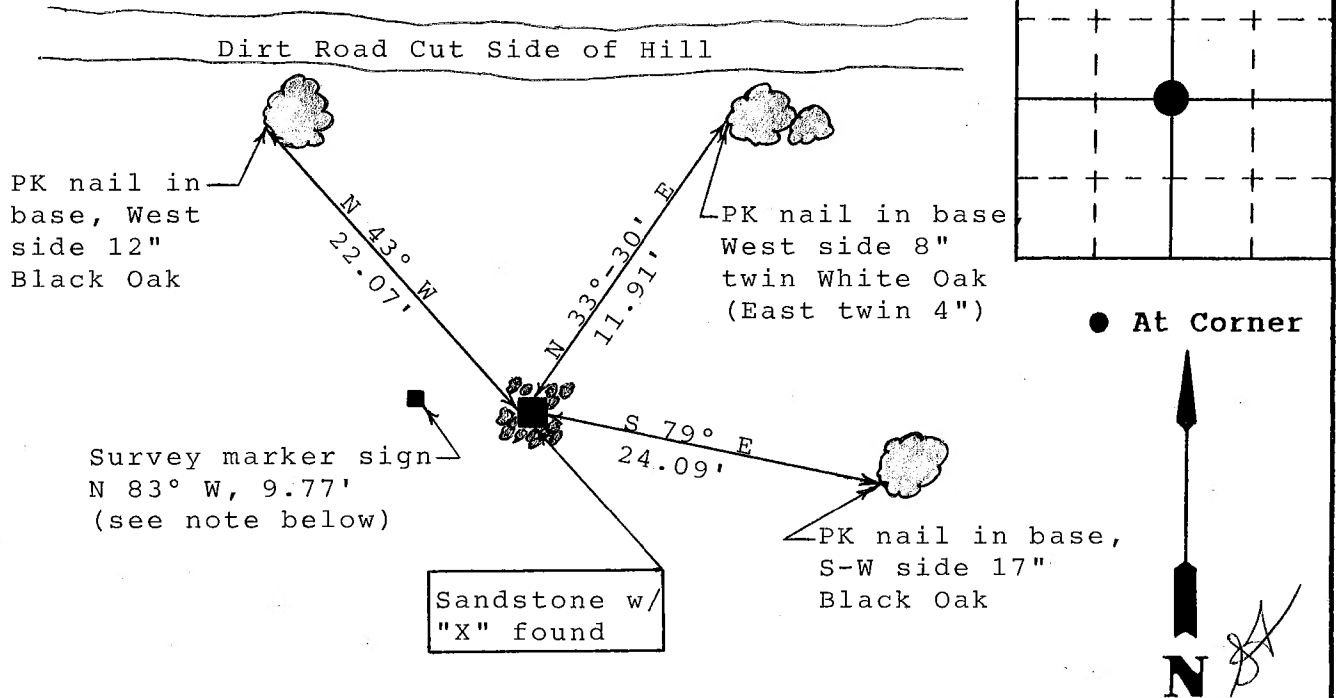 Dirt Road Cut Side of Hill
PK nail in
base, West
side 12"
Black Oak
N 43° W
22.07'
N 33°-30' E
11.91'
PK nail in base,
West side 8"
twin White Oak
(East twin 4")
● At Corner
Survey marker sign
N 83° W, 9.77'
(see note below)
S 79° E
24.09'
PK nail in base,
S-W side 17"
Black Oak
Sandstone w/
"X" found
N